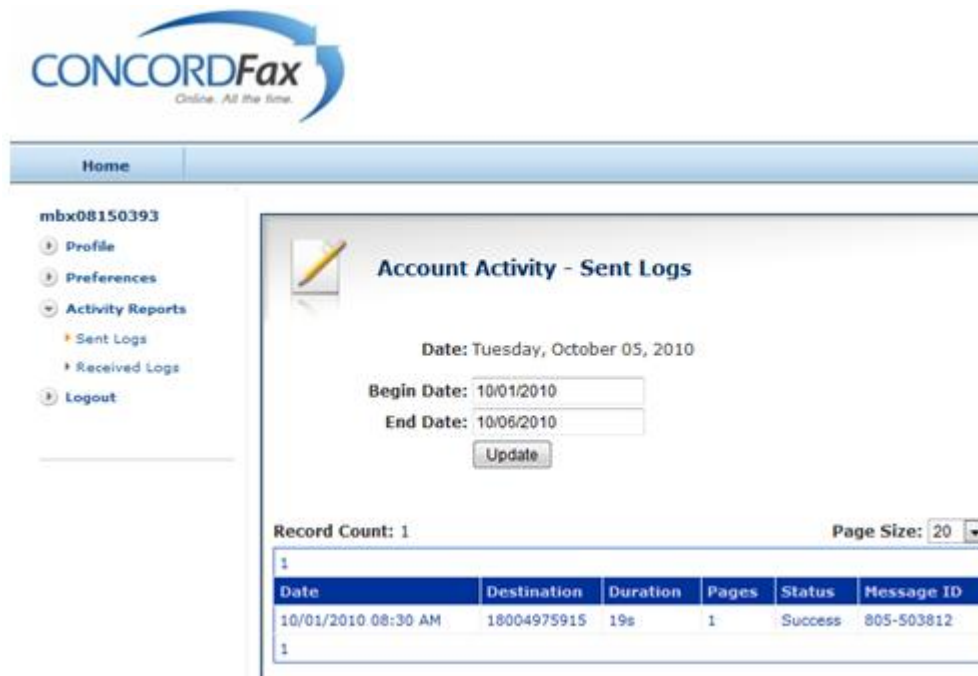 CONCORDFax
Online. All the time.
Home
mbx08150393
Profile
Preferences
Activity Reports
Sent Logs
Received Logs
Logout
Account Activity - Sent Logs
Date: Tuesday, October 05, 2010
Begin Date: 10/01/2010
End Date: 10/06/2010
Update
Record Count: 1 Page Size: 20
1
Date Destination Duration Pages Status Message ID
10/01/2010 08:30 AM 18004975915 19s 1 Success 805-503812
1